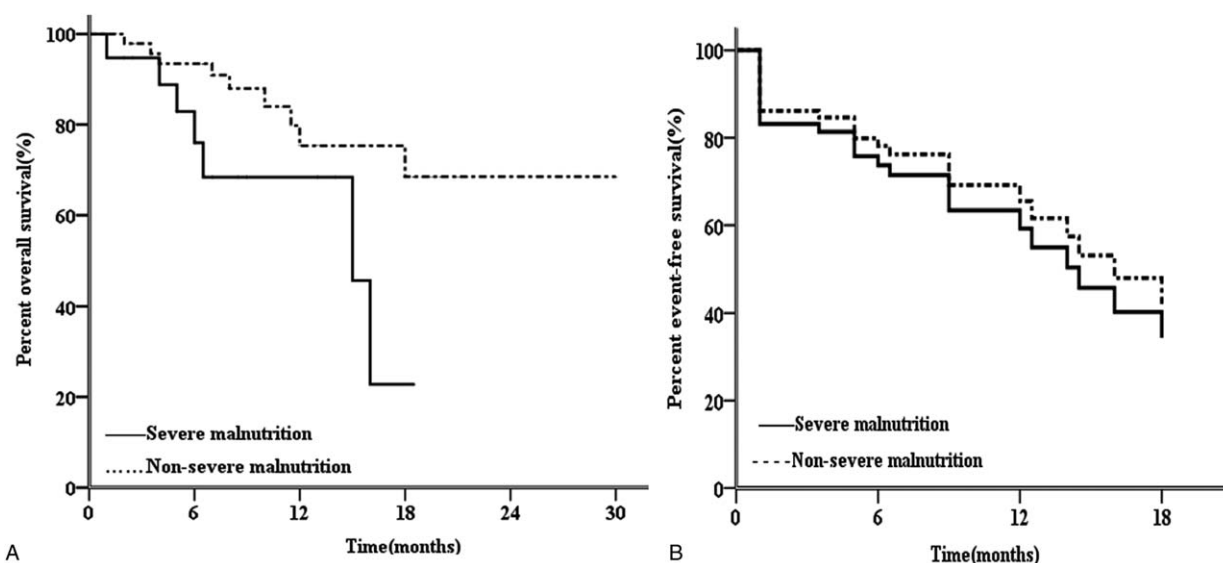 Percent overall survival(%)
100
80
60
40
20
0
Severe malnutrition
Non-severe malnutrition
0 6 12 18 24 30
Time(months)
A
Percent event-free survival(%)
100
80
60
40
20
0
Severe malnutrition
Non-severe malnutrition
0 6 12 18
Time(months)
B